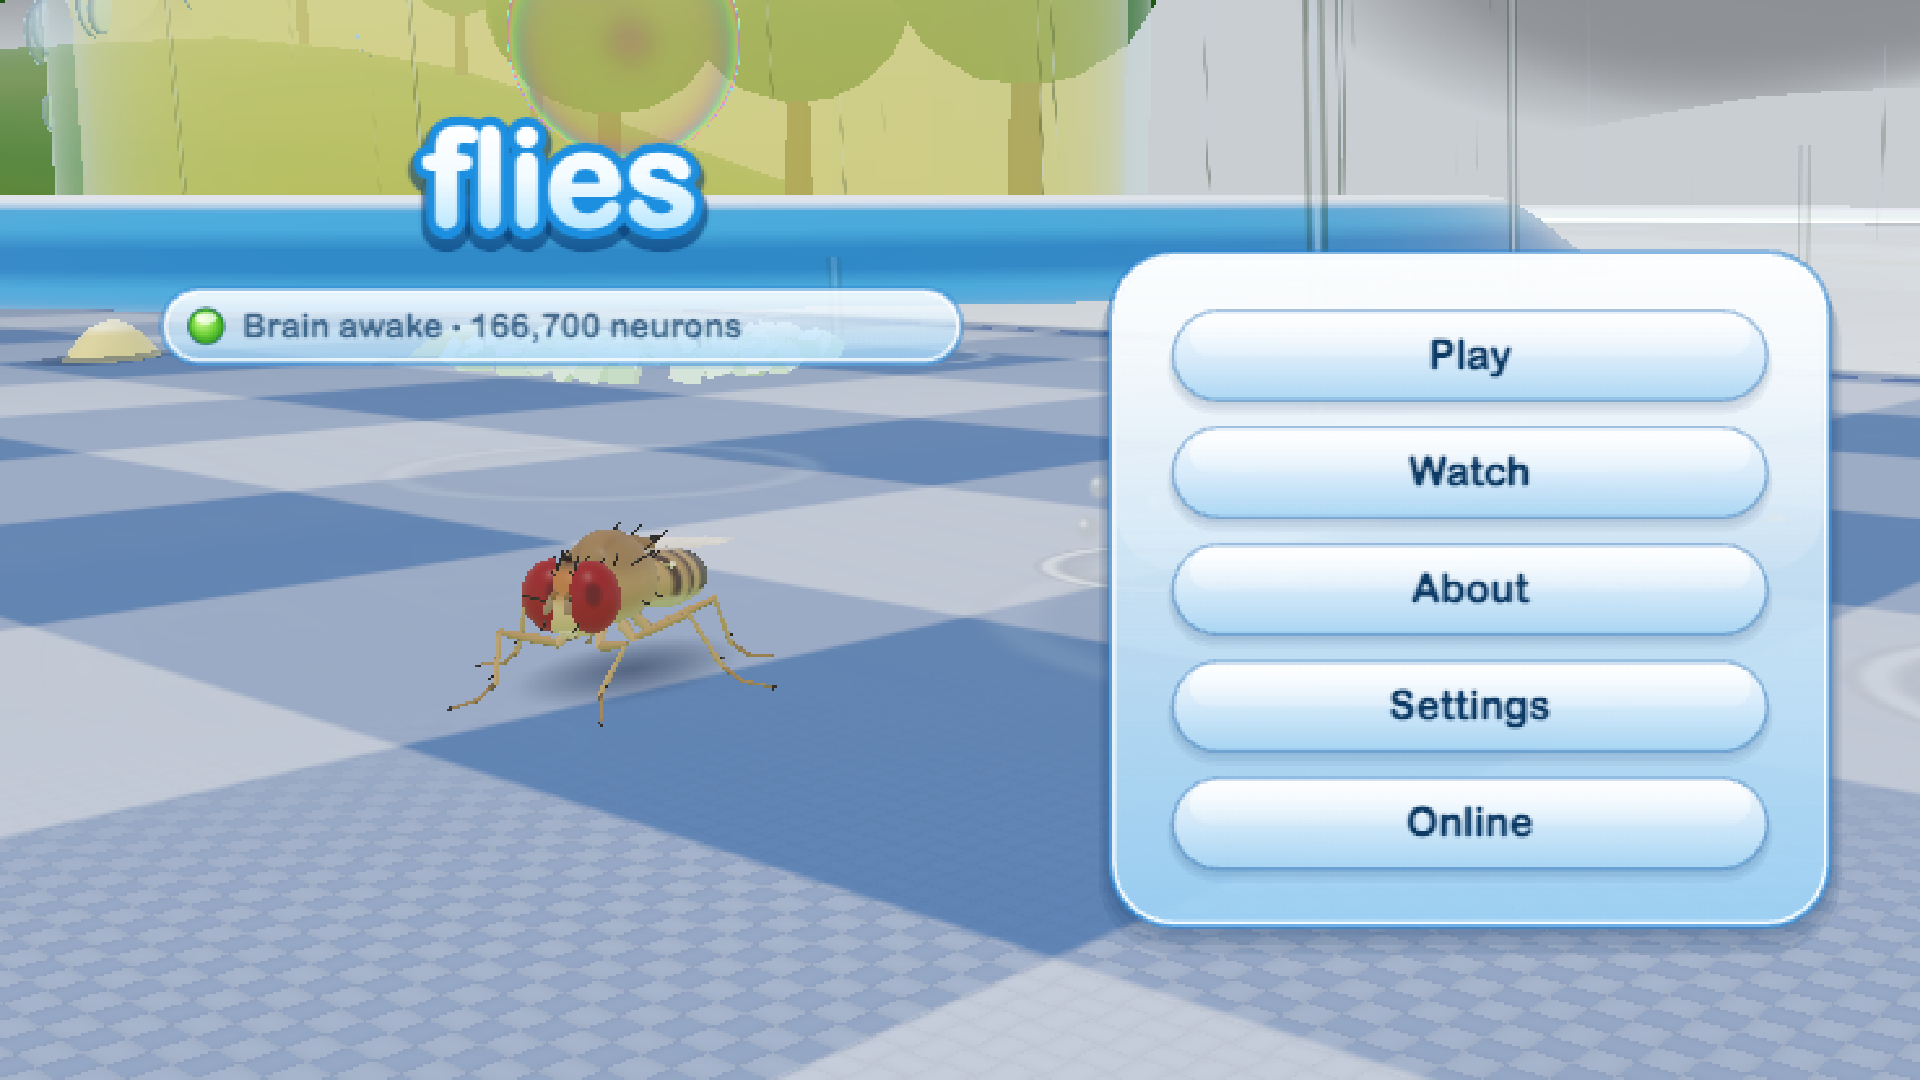 flies
Brain awake • 166,700 neurons
Play
Watch
About
Settings
Online